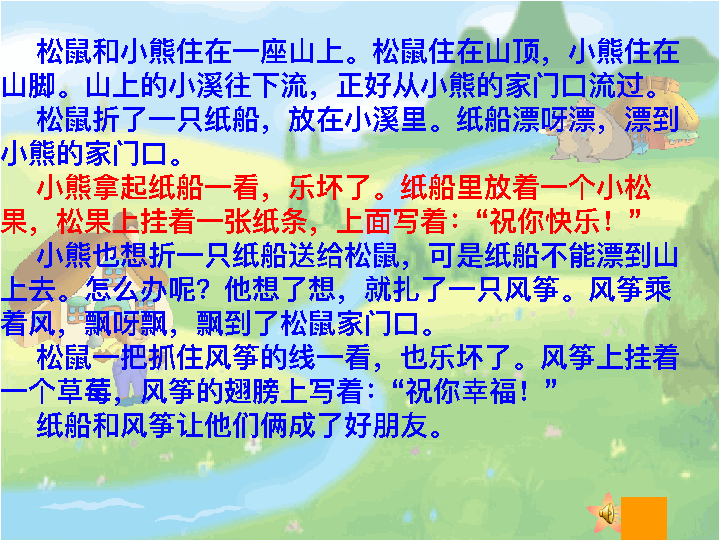 松鼠和小熊住在一座山上。松鼠住在山顶，小熊住在
山脚。山上的小溪往下流，正好从小熊的家门口流过。
松鼠折了一只纸船，放在小溪里。纸船漂呀漂，漂到
小熊的家门口。
小熊拿起纸船一看，乐坏了。纸船里放着一个小松
果，松果上挂着一张纸条，上面写着：“祝你快乐！”
小熊也想折一只纸船送给松鼠，可是纸船不能漂到山
上去。怎么办呢？他想了想，就扎了一只风筝。风筝乘
着风，飘呀飘，飘到了松鼠家门口。
松鼠一把抓住风筝的线一看，也乐坏了。风筝上挂着
一个草莓，风筝的翅膀上写着：“祝你幸福！”
纸船和风筝让他们俩成了好朋友。